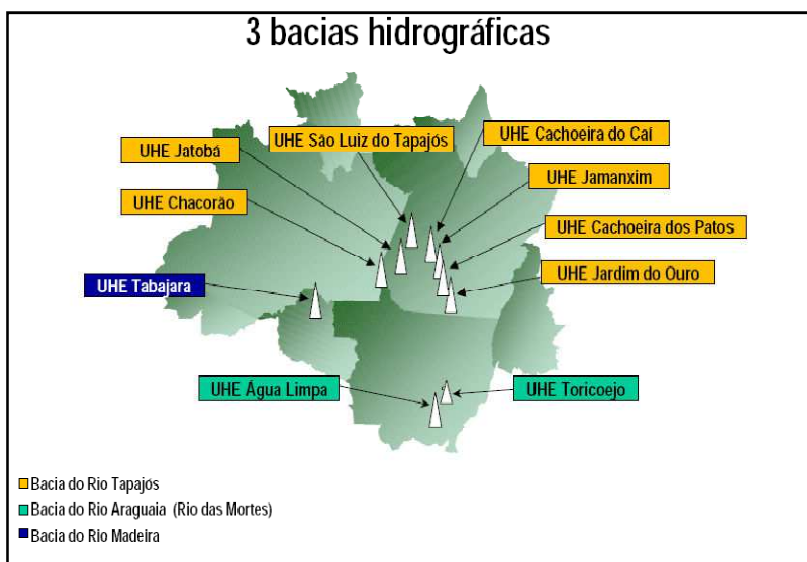 3 bacias hidrográficas
UHE São Luiz do Tapajós
UHE Cachoeira do Caí
UHE Jatobá
UHE Jamanxim
UHE Chacorão
UHE Cachoeira dos Patos
UHE Tabajara
UHE Jardim do Ouro
UHE Água Limpa
UHE Toricoejo
Bacia do Rio Tapajós
Bacia do Rio Araguaia (Rio das Mortes)
Bacia do Rio Madeira